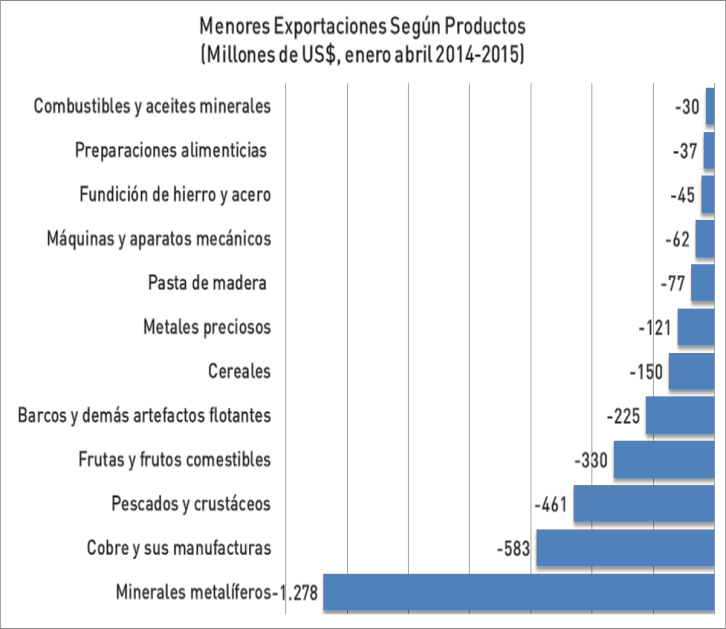 Menores Exportaciones Según Productos
(Millones de US$, enero abril 2014-2015)
Combustibles y aceites minerales -30
Preparaciones alimenticias -37
Fundición de hierro y acero -45
Máquinas y aparatos mecánicos -62
Pasta de madera -77
Metales preciosos -121
Cereales -150
Barcos y demás artefactos flotantes -225
Frutas y frutos comestibles -330
Pescados y crustáceos -461
Cobre y sus manufacturas -583
Minerales metalíferos -1.278